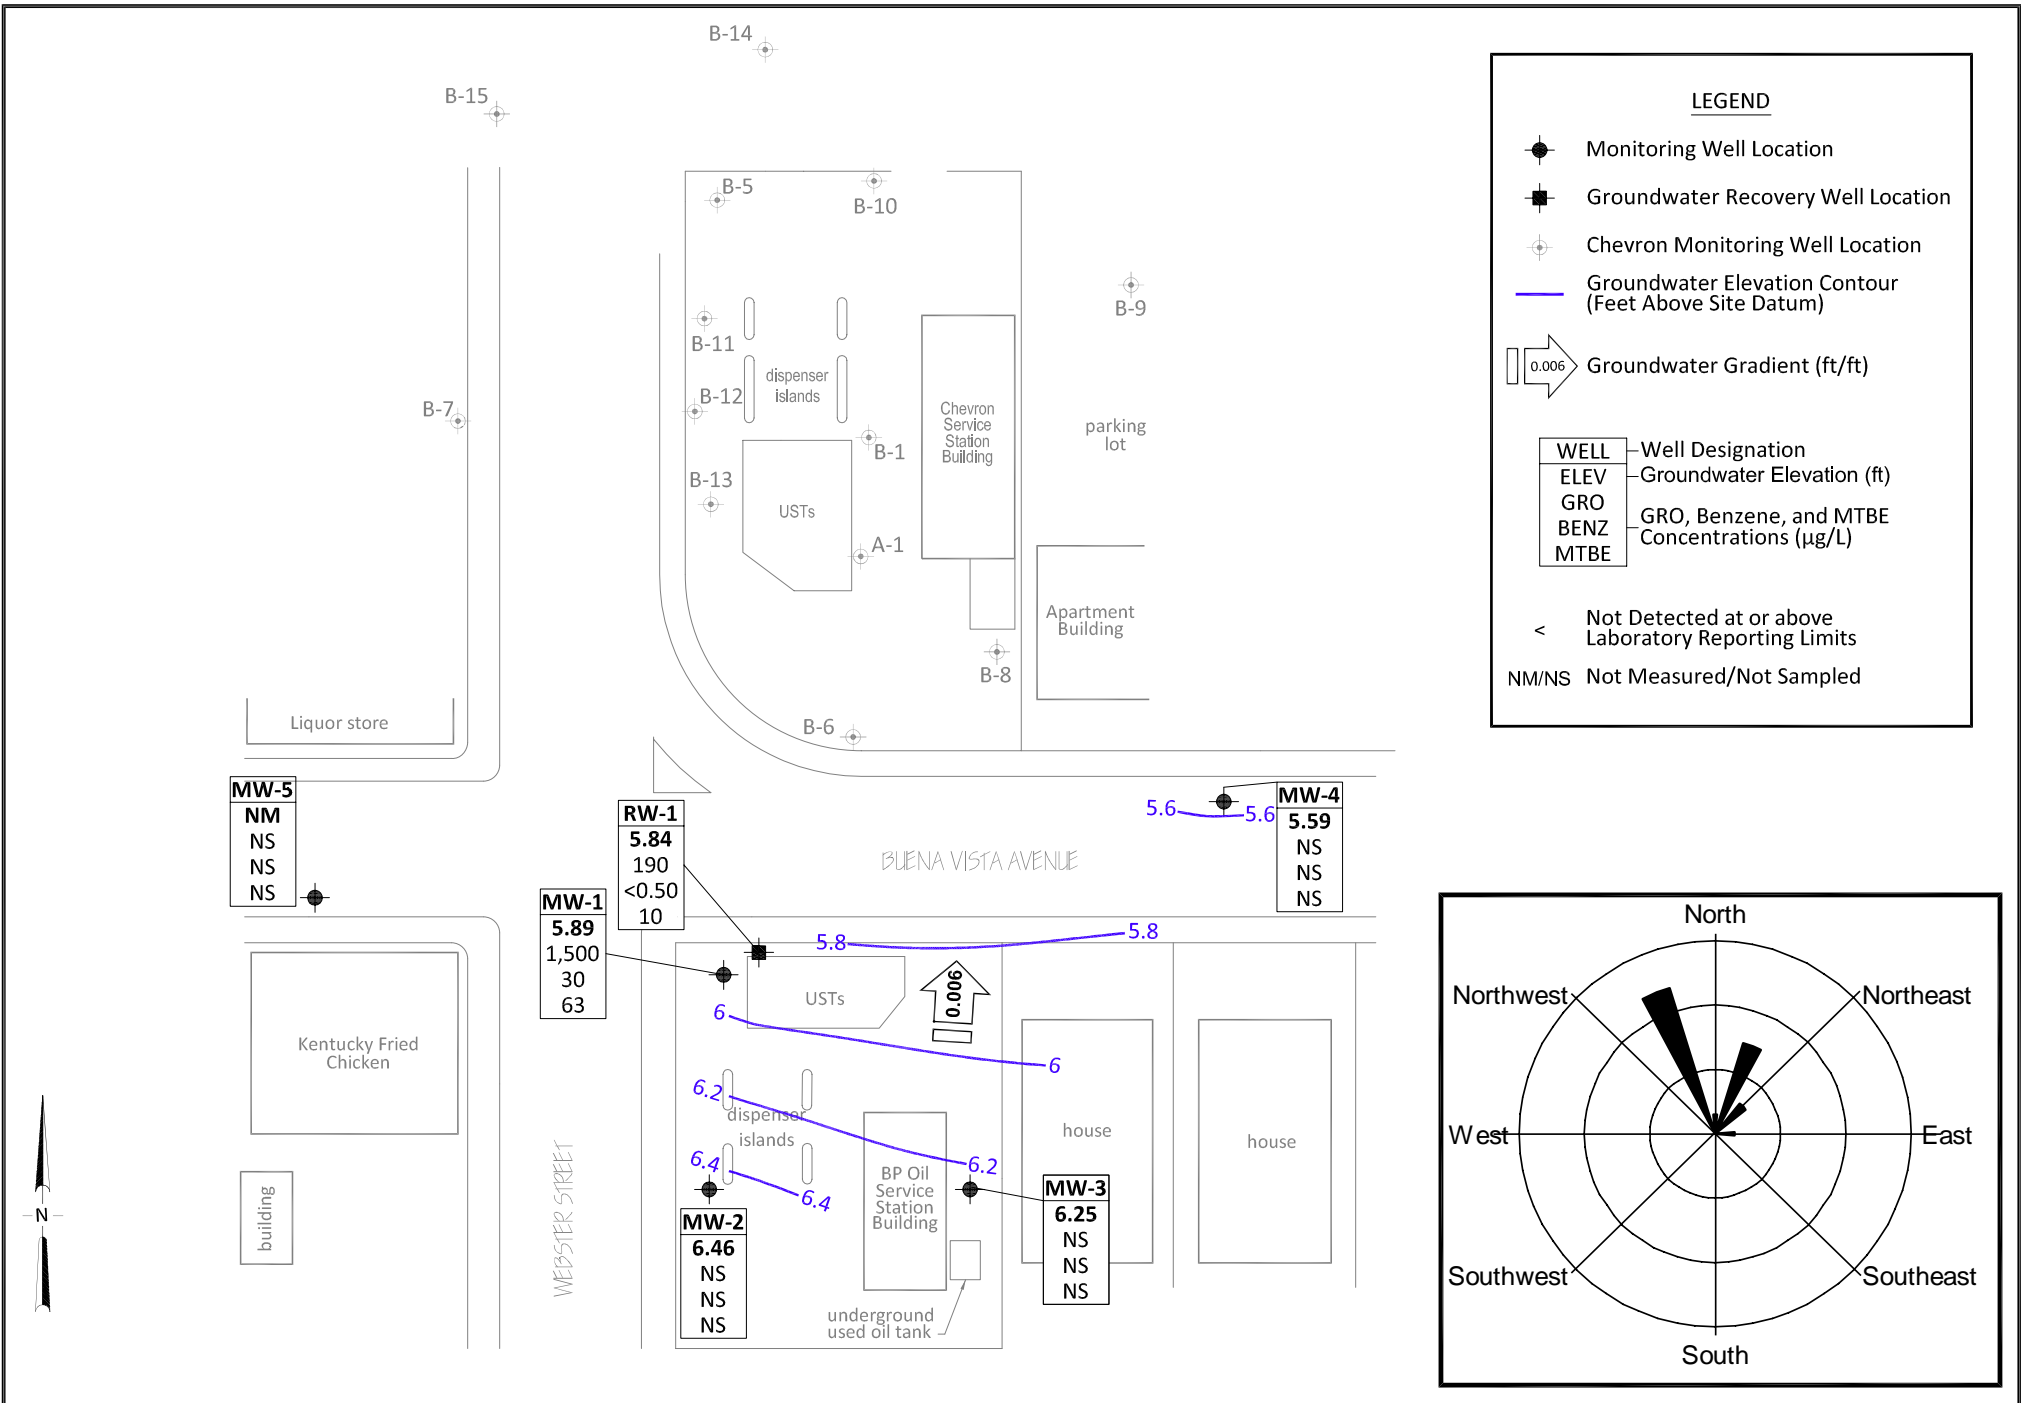 B-14
B-15
B-5
B-10
B-9
B-11
dispenser
islands
B-12
B-7
Chevron
Service
Station
Building
parking
lot
B-1
B-13
USTs
A-1
Apartment
Building
B-8
B-6
Liquor store
LEGEND
Monitoring Well Location
Groundwater Recovery Well Location
Chevron Monitoring Well Location
Groundwater Elevation Contour
(Feet Above Site Datum)
0.006
Groundwater Gradient (ft/ft)
WELL
Well Designation
ELEV
Groundwater Elevation (ft)
GRO
BENZ
MTBE
GRO, Benzene, and MTBE
Concentrations (µg/L)
<
Not Detected at or above
Laboratory Reporting Limits
NM/NS
Not Measured/Not Sampled
MW-5
NM
NS
NS
NS
RW-1
5.84
190
<0.50
10
MW-1
5.89
1,500
30
63
5.6
5.6
MW-4
5.59
NS
NS
NS
BUENA VISTA AVENUE
5.8
5.8
USTs
0.006
6
6
Kentucky Fried
Chicken
6.2
dispenser
islands
6.2
6.4
6.4
house
house
BP Oil
Service
Station
Building
MW-3
6.25
NS
NS
NS
MW-2
6.46
NS
NS
NS
underground
used oil tank
WEBSTER STREET
building
N
North
Northwest
Northeast
West
East
Southwest
Southeast
South